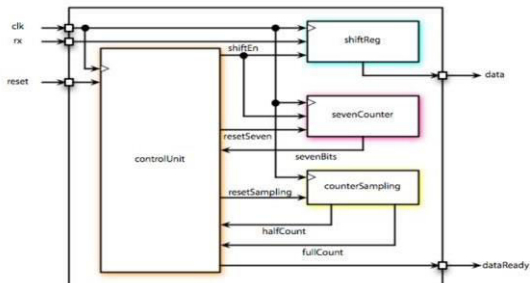 clk
rx
reset
shiftEn
shiftReg
data
sevenCounter
resetSeven
sevenBits
controlUnit
resetSampling
counterSampling
halfCount
fullCount
dataReady